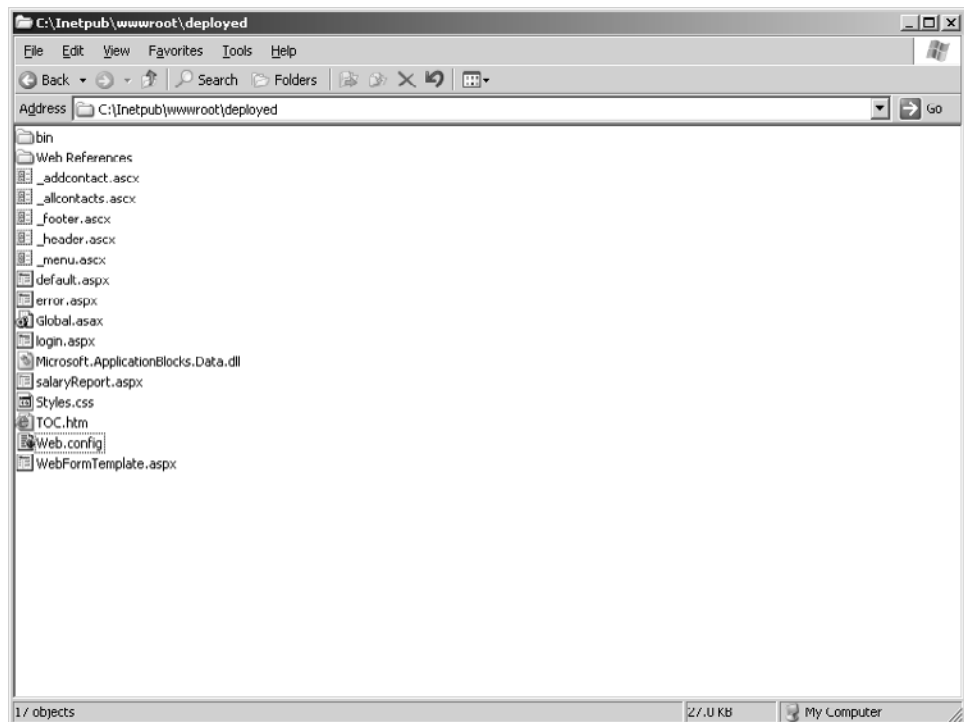 C:\Inetpub\wwwroot\deployed
File Edit View Favorites Tools Help
Back Search Folders
Address C:\Inetpub\wwwroot\deployed Go
bin
Web References
_addcontact.ascx
_allcontacts.ascx
_footer.ascx
_header.ascx
_menu.ascx
default.aspx
error.aspx
Global.asax
login.aspx
Microsoft.ApplicationBlocks.Data.dll
salaryReport.aspx
Styles.css
TOC.htm
Web.config
WebFormTemplate.aspx
17 objects 27.0 KB My Computer